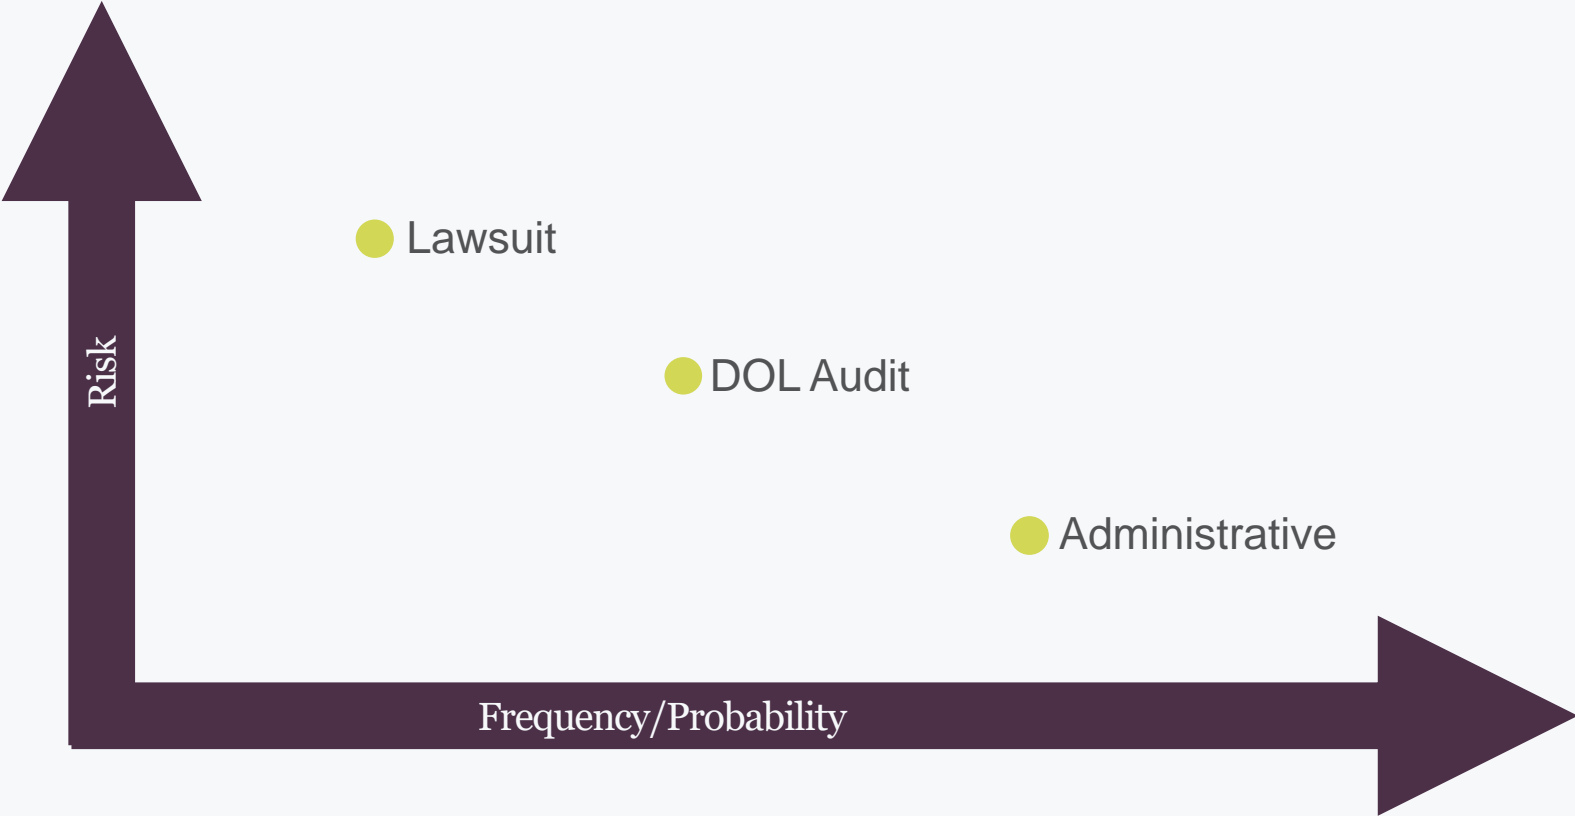 Lawsuit
Risk
DOL Audit
Administrative
Frequency/Probability